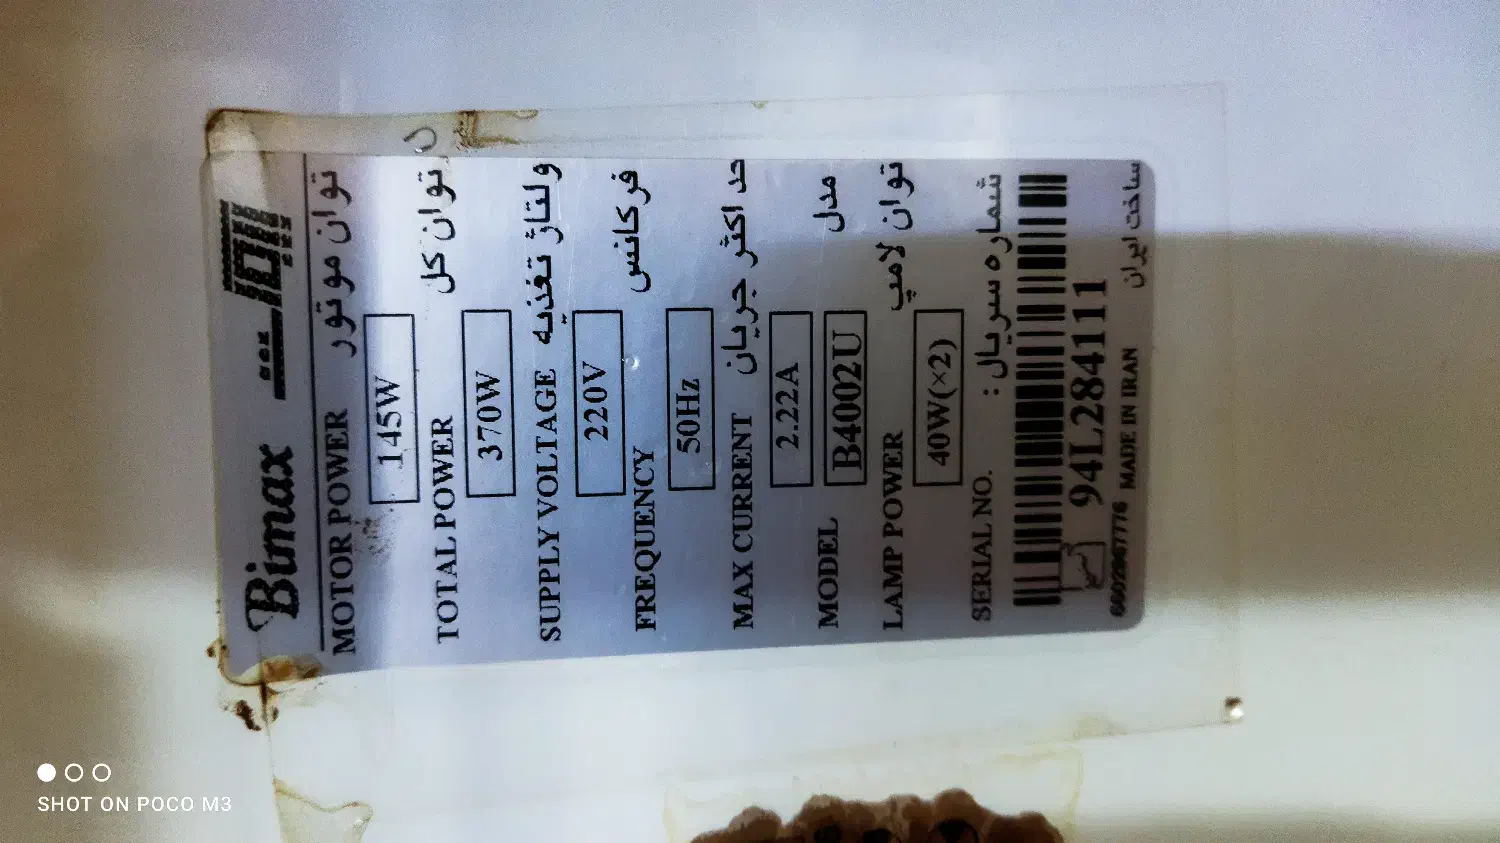 Bimax بیمکس
MOTOR POWER توان موتور
145W
TOTAL POWER توان کل
370W
SUPPLY VOLTAGE ولتاژ تغذیه
220V
FREQUENCY فرکانس
50Hz
MAX CURRENT حداکثر جریان
2.22A
MODEL B4002U مدل
LAMP POWER توان لامپ
40W(×2)
SERIAL NO. شماره سریال :
94L284111
MADE IN IRAN ساخت ایران
SHOT ON POCO M3